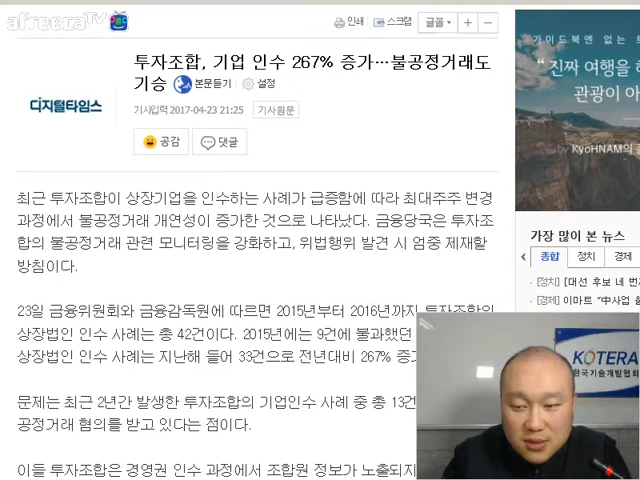 afreecaTV
인쇄
스크랩
글꼴
투자조합, 기업 인수 267% 증가…불공정거래도
기승
본문듣기
설정
디지털타임스
기사입력 2017-04-23 21:25
기사원문
공감
댓글
최근 투자조합이 상장기업을 인수하는 사례가 급증함에 따라 최대주주 변경
과정에서 불공정거래 개연성이 증가한 것으로 나타났다. 금융당국은 투자조
합의 불공정거래 관련 모니터링을 강화하고, 위법행위 발견 시 엄중 제재할
방침이다.
23일 금융위원회와 금융감독원에 따르면 2015년부터 2016년까지 투자조합의
상장법인 인수 사례는 총 42건이다. 2015년에는 9건에 불과했던
상장법인 인수 사례는 지난해 들어 33건으로 전년대비 267% 증가
문제는 최근 2년간 발생한 투자조합의 기업인수 사례 중 총 13건
공정거래 혐의를 받고 있다는 점이다.
이들 투자조합은 경영권 인수 과정에서 조합원 정보가 노출되지
가이드북엔 없는 트
“진짜 여행을 하
관광이 아
by KyoHNAM의
가장 많이 본 뉴스
종합
정치
경제
[정치] [대선 후보 네 번
[경제] 이마트 "中사업
KOTERA
한국기술개발협회